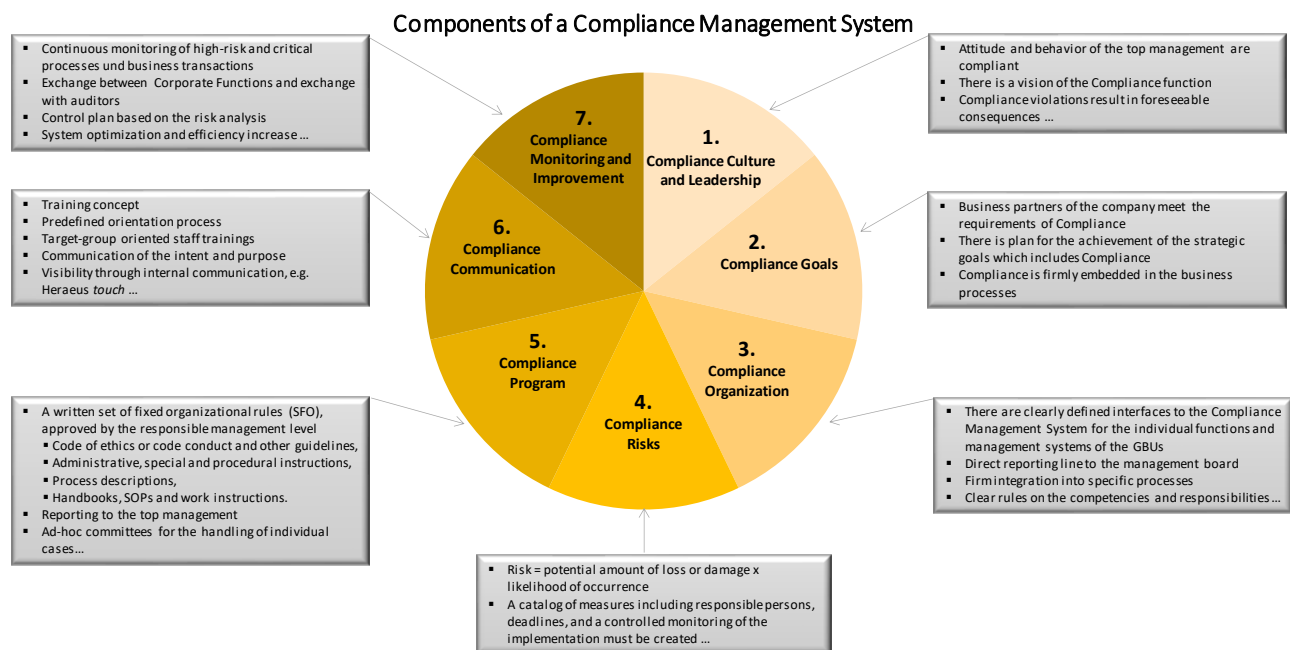 Components of a Compliance Management System
▪ Continuous monitoring of high-risk and critical
processes und business transactions
▪ Exchange between Corporate Functions and exchange
with auditors
▪ Control plan based on the risk analysis
▪ System optimization and efficiency increase …
▪ Attitude and behavior of the top management are
compliant
▪ There is a vision of the Compliance function
▪ Compliance violations result in foreseeable
consequences …
7.
Compliance
Monitoring and
Improvement
1.
Compliance Culture
and Leadership
▪ Training concept
▪ Predefined orientation process
▪ Target-group oriented staff trainings
▪ Communication of the intent and purpose
▪ Visibility through internal communication, e.g.
Heraeus touch …
6.
Compliance
Communication
2.
Compliance Goals
▪ Business partners of the company meet the
requirements of Compliance
▪ There is plan for the achievement of the strategic
goals which includes Compliance
▪ Compliance is firmly embedded in the business
processes
5.
Compliance
Program
3.
Compliance
Organization
4.
Compliance
Risks
▪ A written set of fixed organizational rules (SFO),
approved by the responsible management level
▪ Code of ethics or code conduct and other guidelines,
▪ Administrative, special and procedural instructions,
▪ Process descriptions,
▪ Handbooks, SOPs and work instructions.
▪ Reporting to the top management
▪ Ad-hoc committees for the handling of individual
cases…
▪ There are clearly defined interfaces to the Compliance
Management System for the individual functions and
management systems of the GBUs
▪ Direct reporting line to the management board
▪ Firm integration into specific processes
▪ Clear rules on the competencies and responsibilities …
▪ Risk = potential amount of loss or damage x
likelihood of occurrence
▪ A catalog of measures including responsible persons,
deadlines, and a controlled monitoring of the
implementation must be created …